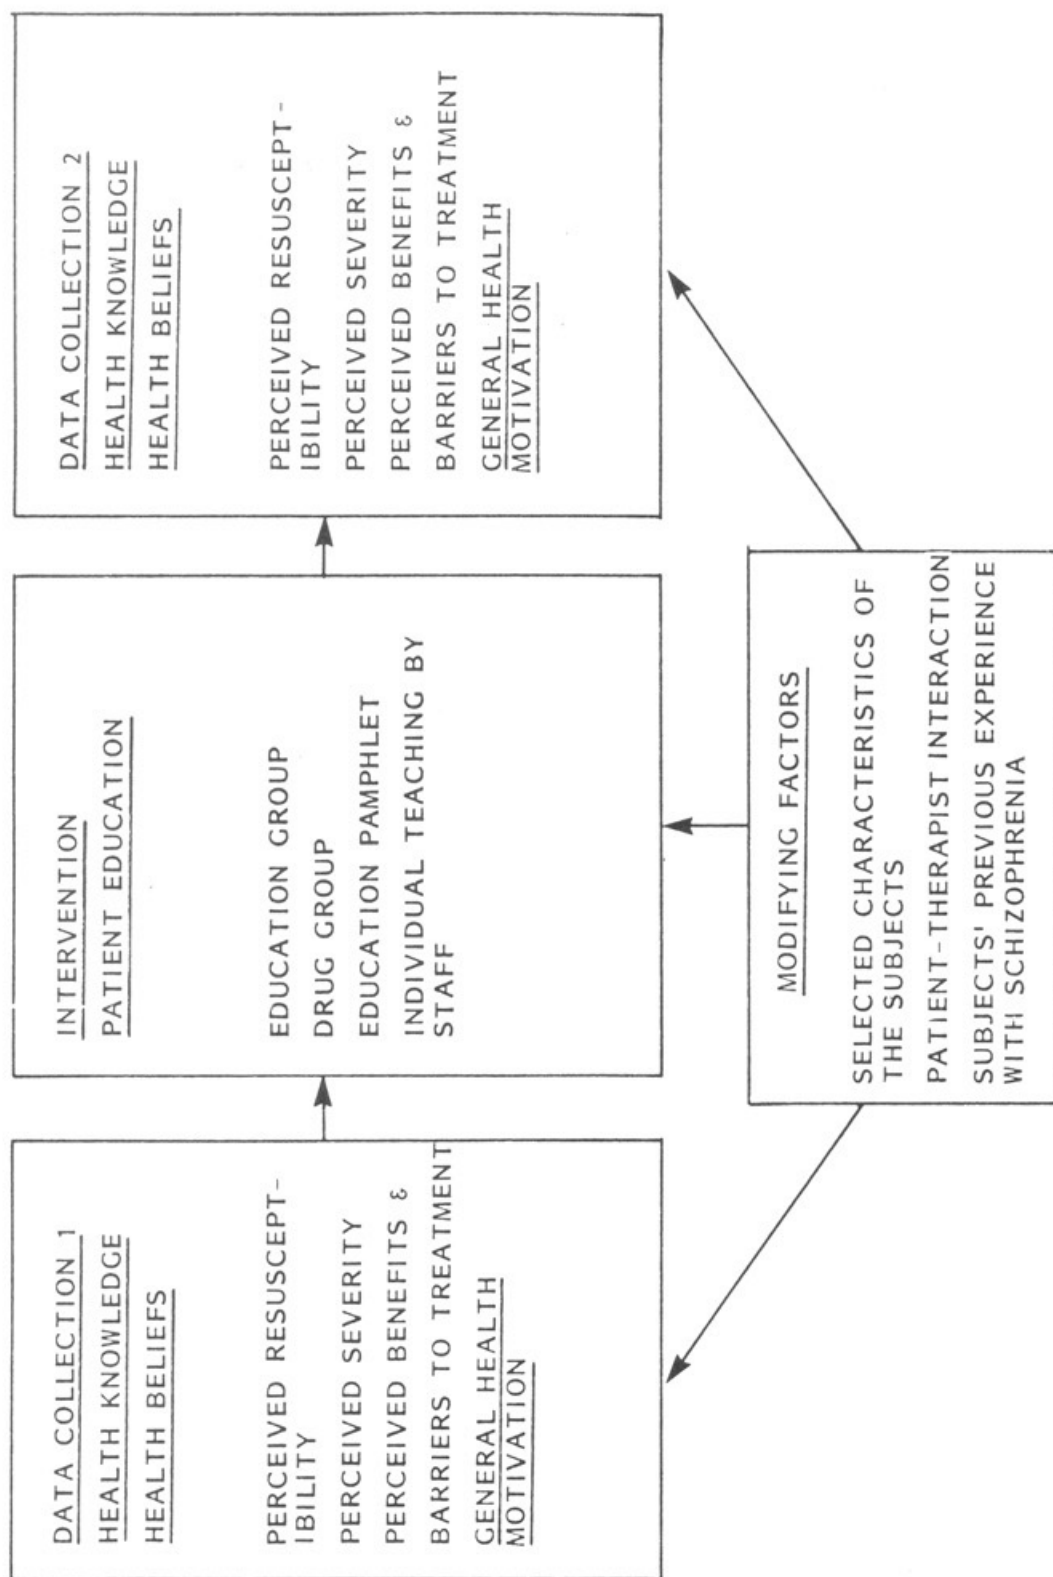 DATA COLLECTION 1
HEALTH KNOWLEDGE
HEALTH BELIEFS
PERCEIVED RESUSCEPT-
IBILITY
PERCEIVED SEVERITY
PERCEIVED BENEFITS &
BARRIERS TO TREATMENT
GENERAL HEALTH
MOTIVATION
INTERVENTION
PATIENT EDUCATION
EDUCATION GROUP
DRUG GROUP
EDUCATION PAMPHLET
INDIVIDUAL TEACHING BY
STAFF
DATA COLLECTION 2
HEALTH KNOWLEDGE
HEALTH BELIEFS
PERCEIVED RESUSCEPT-
IBILITY
PERCEIVED SEVERITY
PERCEIVED BENEFITS &
BARRIERS TO TREATMENT
GENERAL HEALTH
MOTIVATION
MODIFYING FACTORS
SELECTED CHARACTERISTICS OF
THE SUBJECTS
PATIENT-THERAPIST INTERACTION
SUBJECTS' PREVIOUS EXPERIENCE
WITH SCHIZOPHRENIA